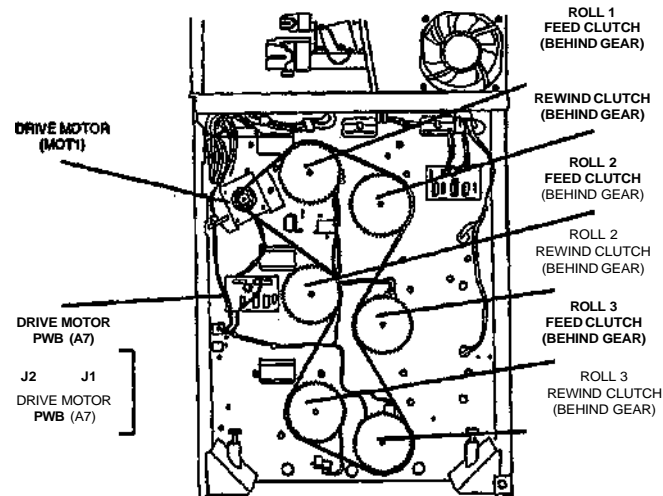 ROLL 1
FEED CLUTCH
(BEHIND GEAR)
REWIND CLUTCH
(BEHIND GEAR)
DRIVE MOTOR
(MOT1)
ROLL 2
FEED CLUTCH
(BEHIND GEAR)
ROLL 2
REWIND CLUTCH
(BEHIND GEAR)
DRIVE MOTOR
PWB (A7)
ROLL 3
FEED CLUTCH
(BEHIND GEAR)
J2 J1
DRIVE MOTOR
PWB (A7)
ROLL 3
REWIND CLUTCH
(BEHIND GEAR)